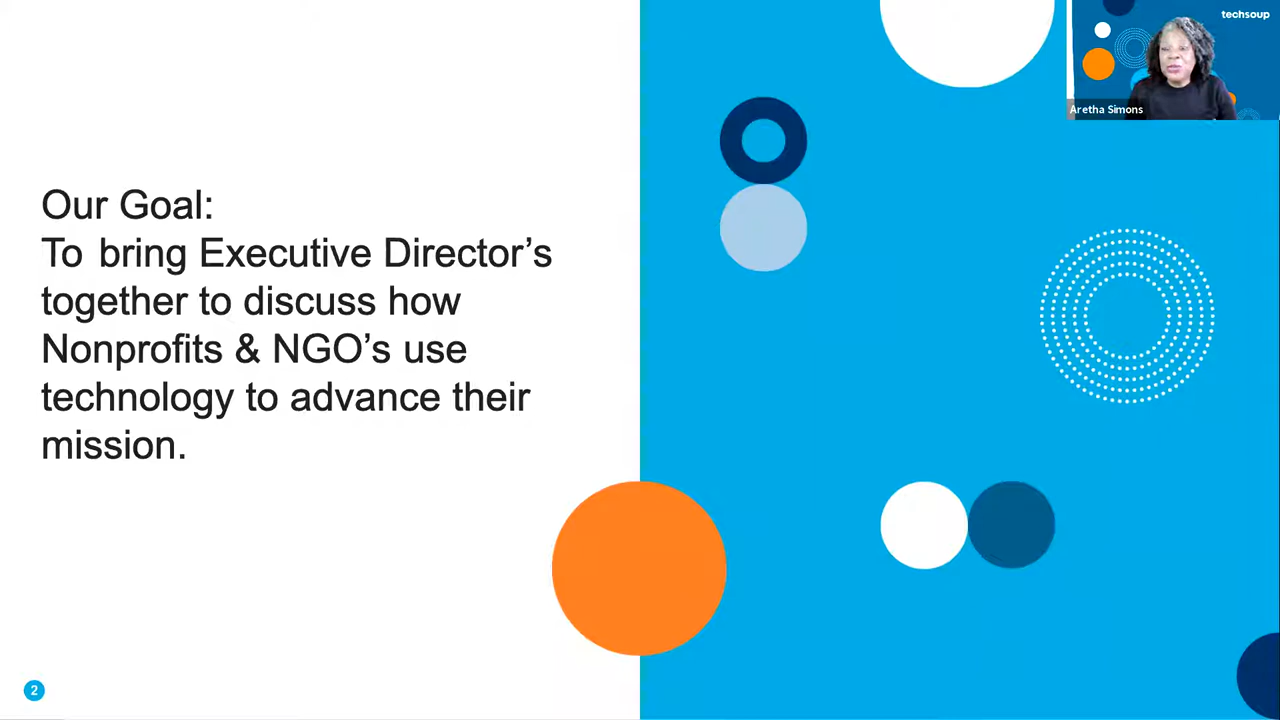 techsoup
Aretha Simons
Our Goal:
To bring Executive Director’s
together to discuss how
Nonprofits & NGO’s use
technology to advance their
mission.
2